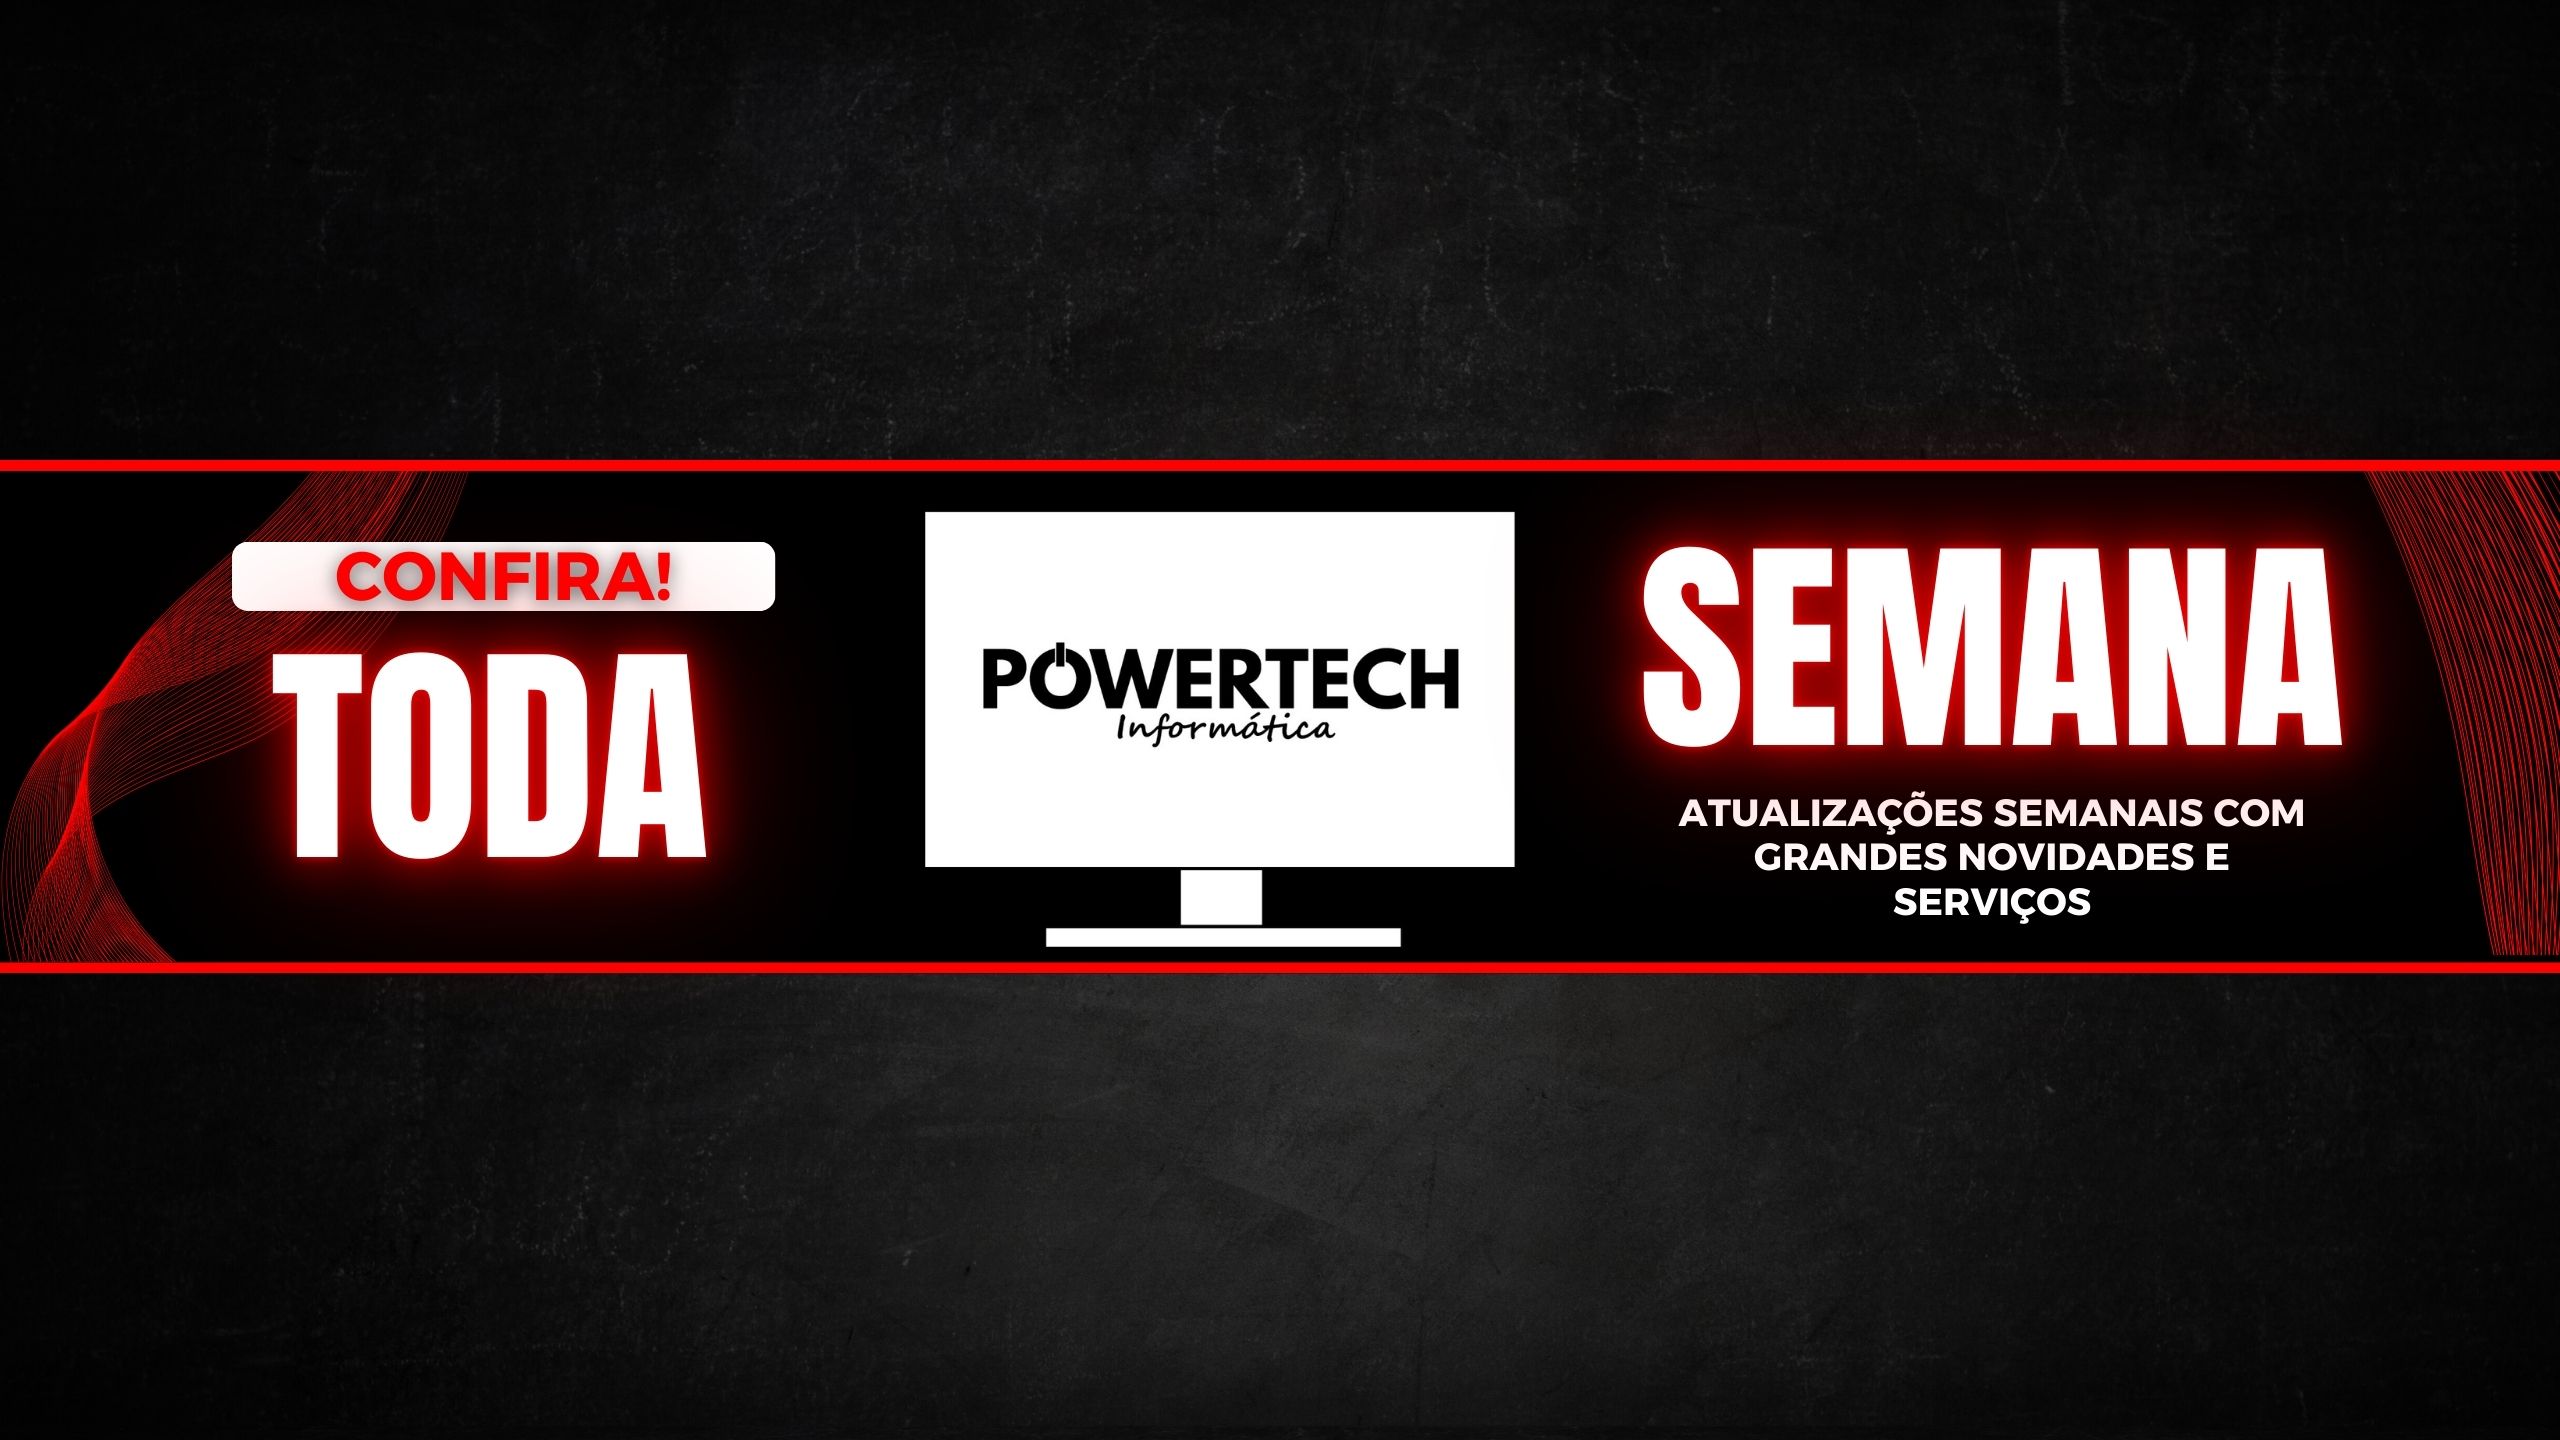 CONFIRA!
TODA
POWERTECH
Informática
SEMANA
ATUALIZAÇÕES SEMANAIS COM
GRANDES NOVIDADES E
SERVIÇOS